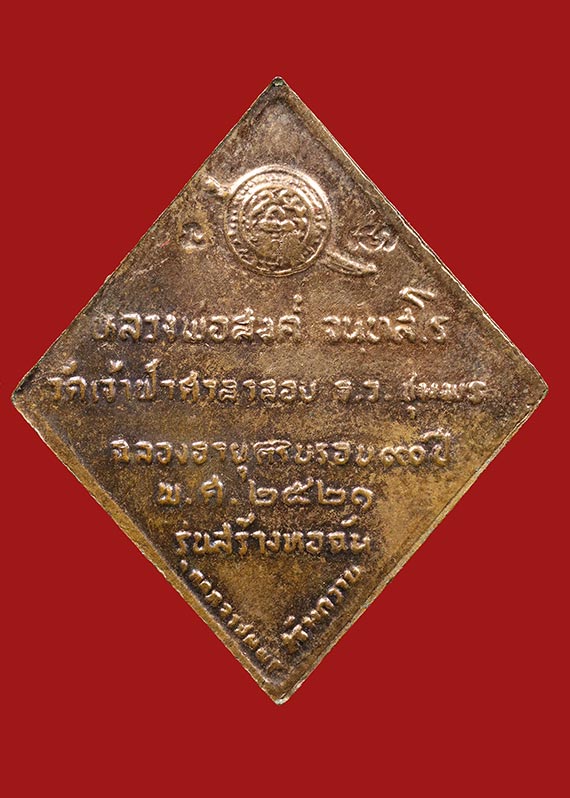 หลวงพ่อสงค์ จนฺทสโร
วัดเจ้าฟ้าศาลาลอย จ.ว.ชุมพร
ฉลองอายุครบรอบ ๙๐ ปี
พ.ศ.๒๕๒๑
รุ่นสร้างหอฉัน